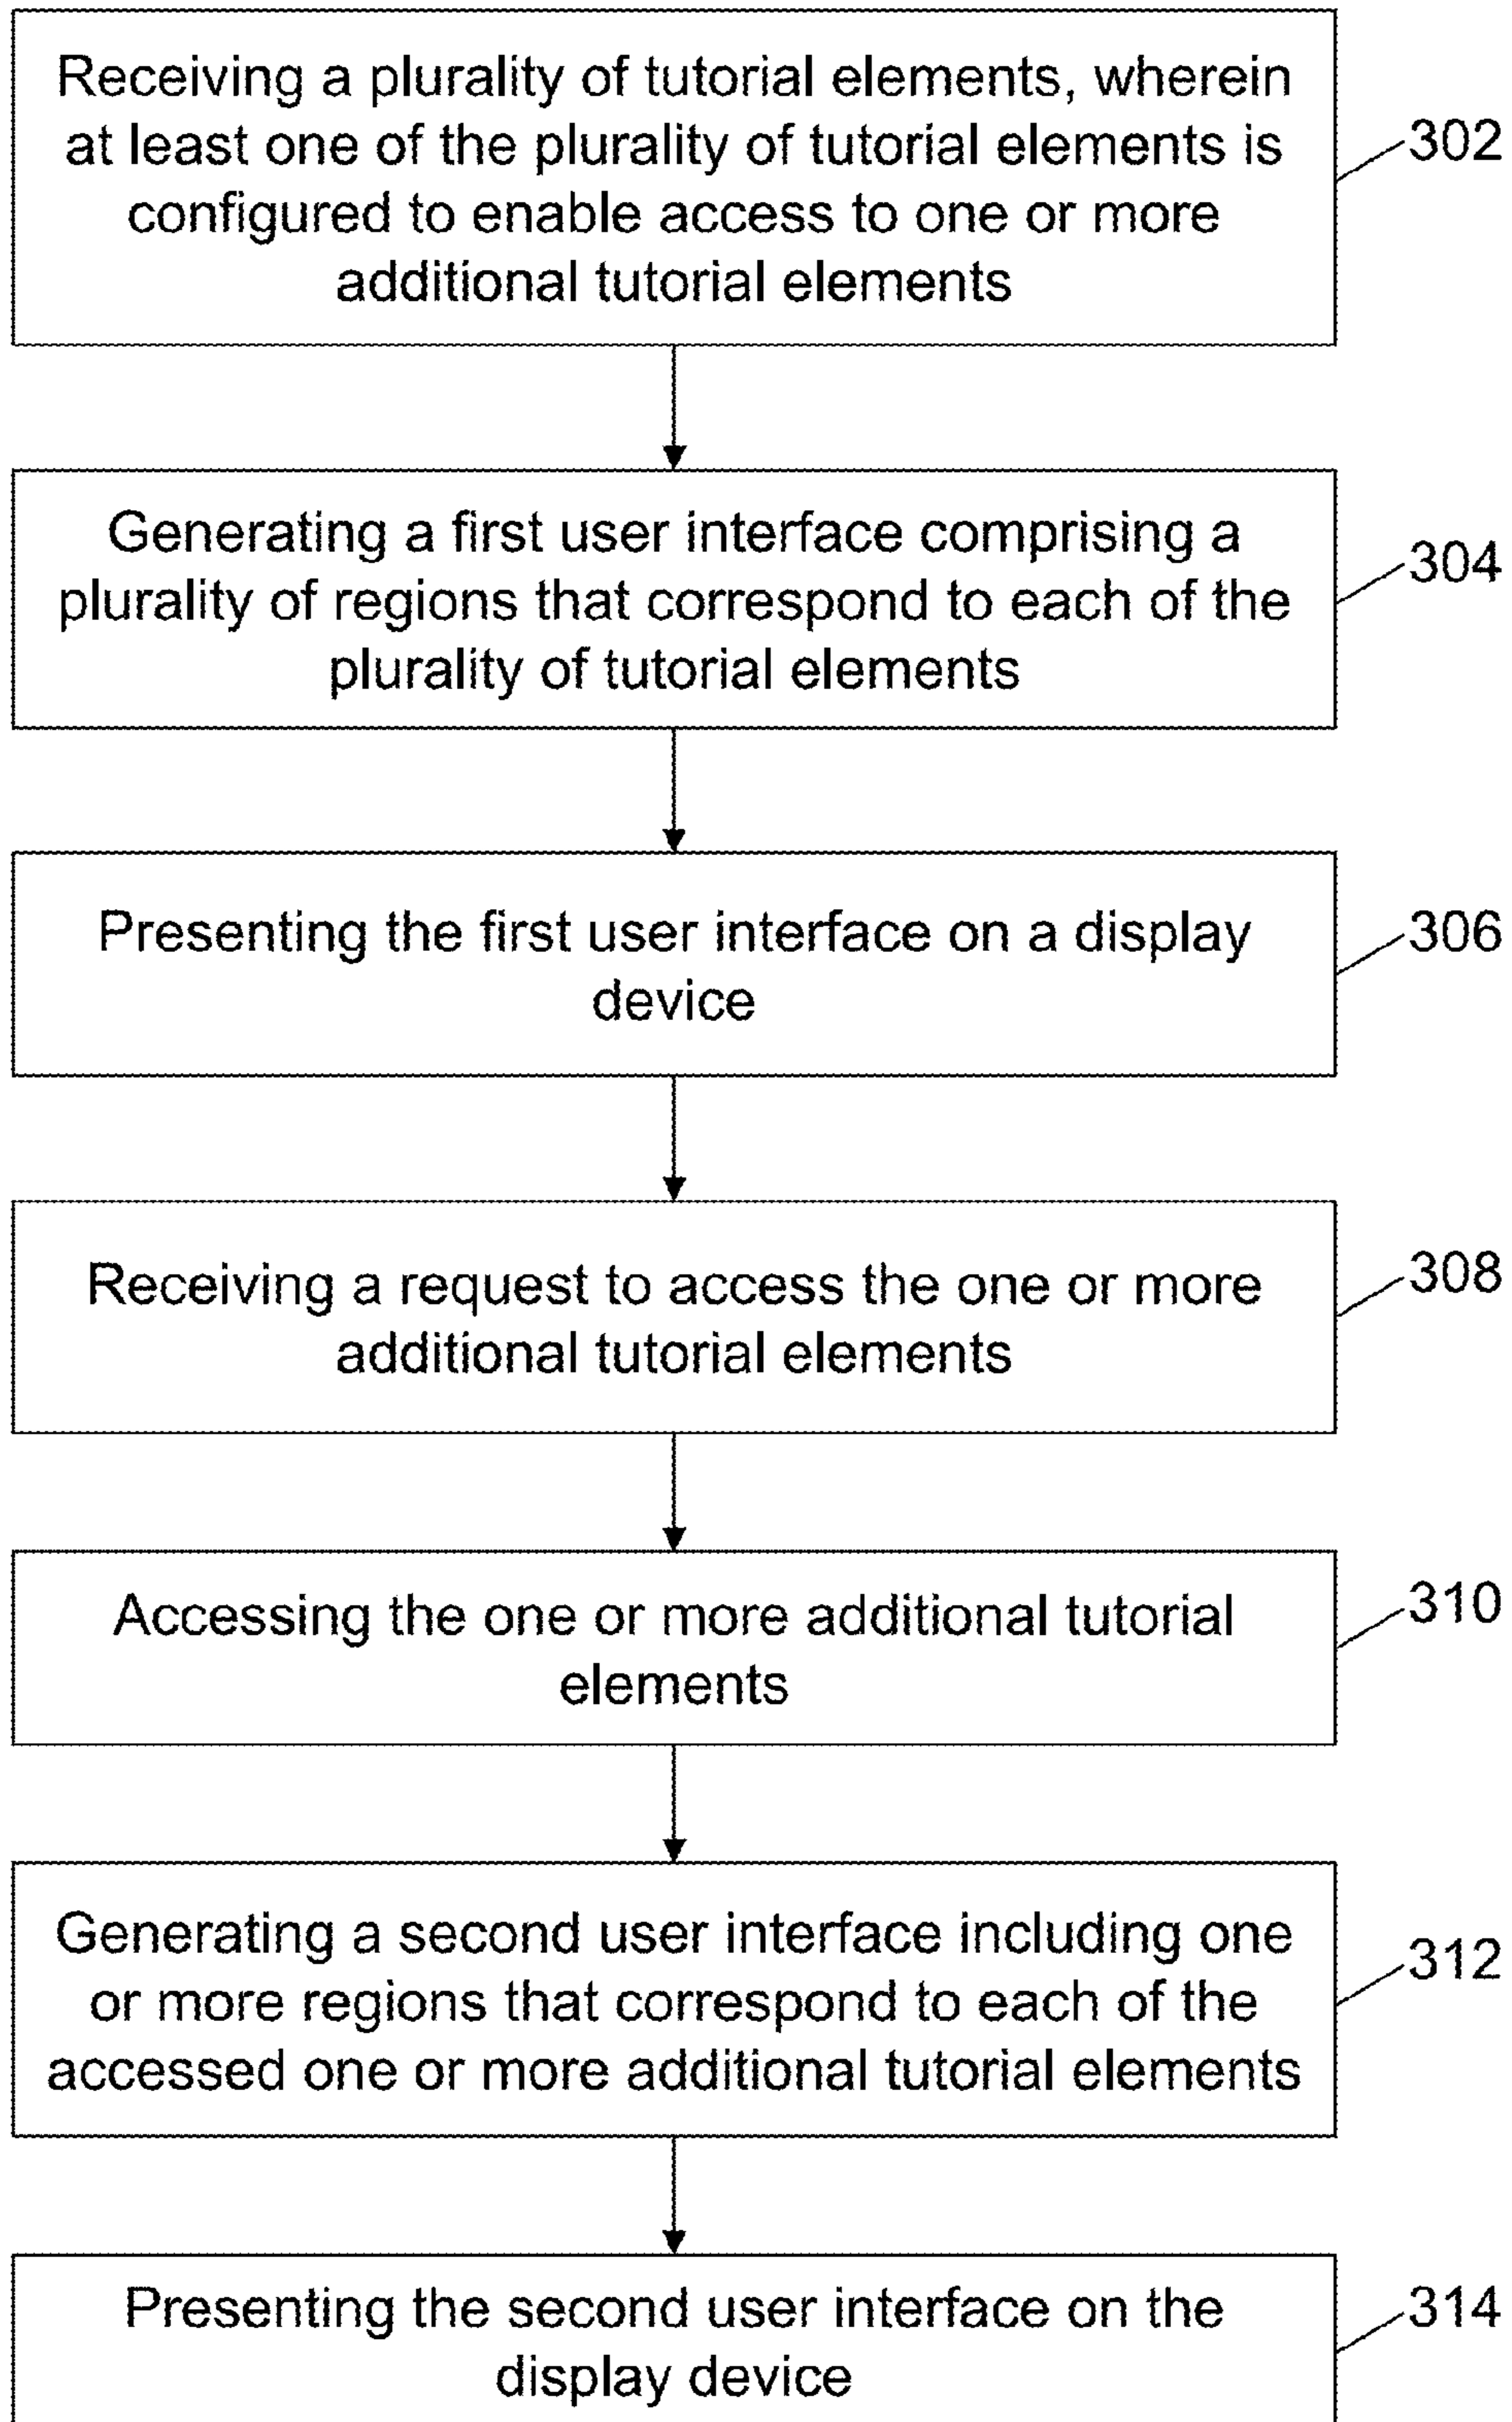 Receiving a plurality of tutorial elements, wherein
at least one of the plurality of tutorial elements is
configured to enable access to one or more
additional tutorial elements
302
Generating a first user interface comprising a
plurality of regions that correspond to each of the
plurality of tutorial elements
304
Presenting the first user interface on a display
device
306
Receiving a request to access the one or more
additional tutorial elements
308
Accessing the one or more additional tutorial
elements
310
Generating a second user interface including one
or more regions that correspond to each of the
accessed one or more additional tutorial elements
312
Presenting the second user interface on the
display device
314